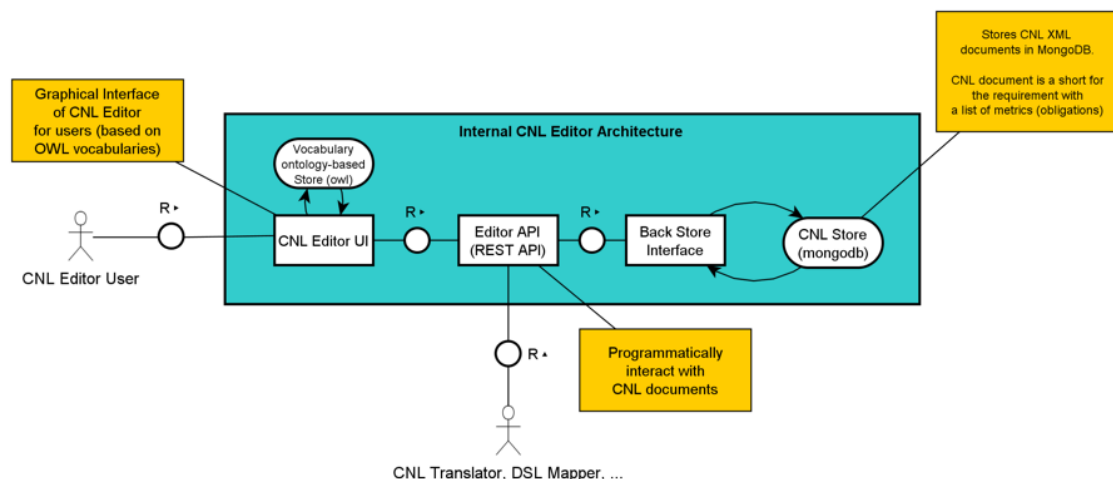 Stores CNL XML
documents in MongoDB.
CNL document is a short for
the requirement with
a list of metrics (obligations)
Graphical Interface
of CNL Editor
for users (based on
OWL vocabularies)
Internal CNL Editor Architecture
Vocabulary
ontology-based
Store (owl)
R ▸
CNL Editor User
CNL Editor UI
R ▸
Editor API
(REST API)
R ▸
Back Store
Interface
CNL Store
(mongodb)
R ▴
Programmatically
interact with
CNL documents
CNL Translator, DSL Mapper, ...